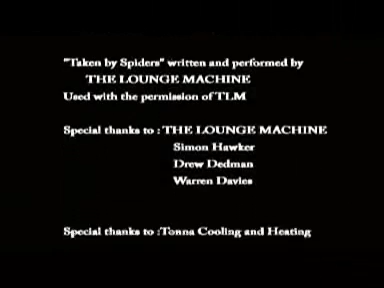 "Taken by Spiders" written and performed by
THE LOUNGE MACHINE
Used with the permission of TLM
Special thanks to : THE LOUNGE MACHINE
Simon Hawker
Drew Dedman
Warren Davies
Special thanks to :Tonna Cooling and Heating